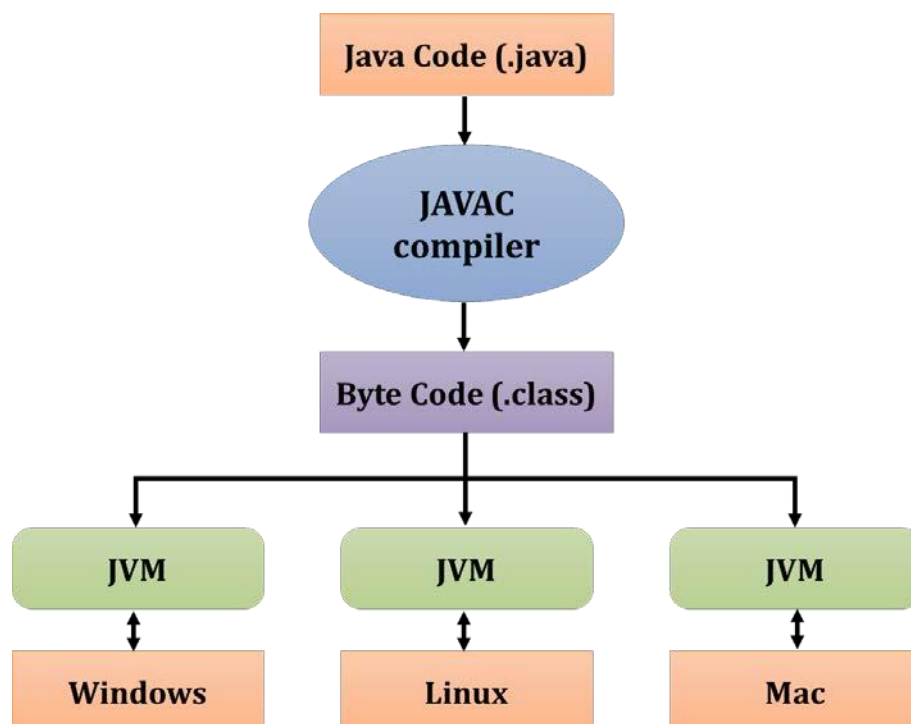 Java Code (.java)
JAVAC
compiler
Byte Code (.class)
JVM
JVM
JVM
Windows
Linux
Mac